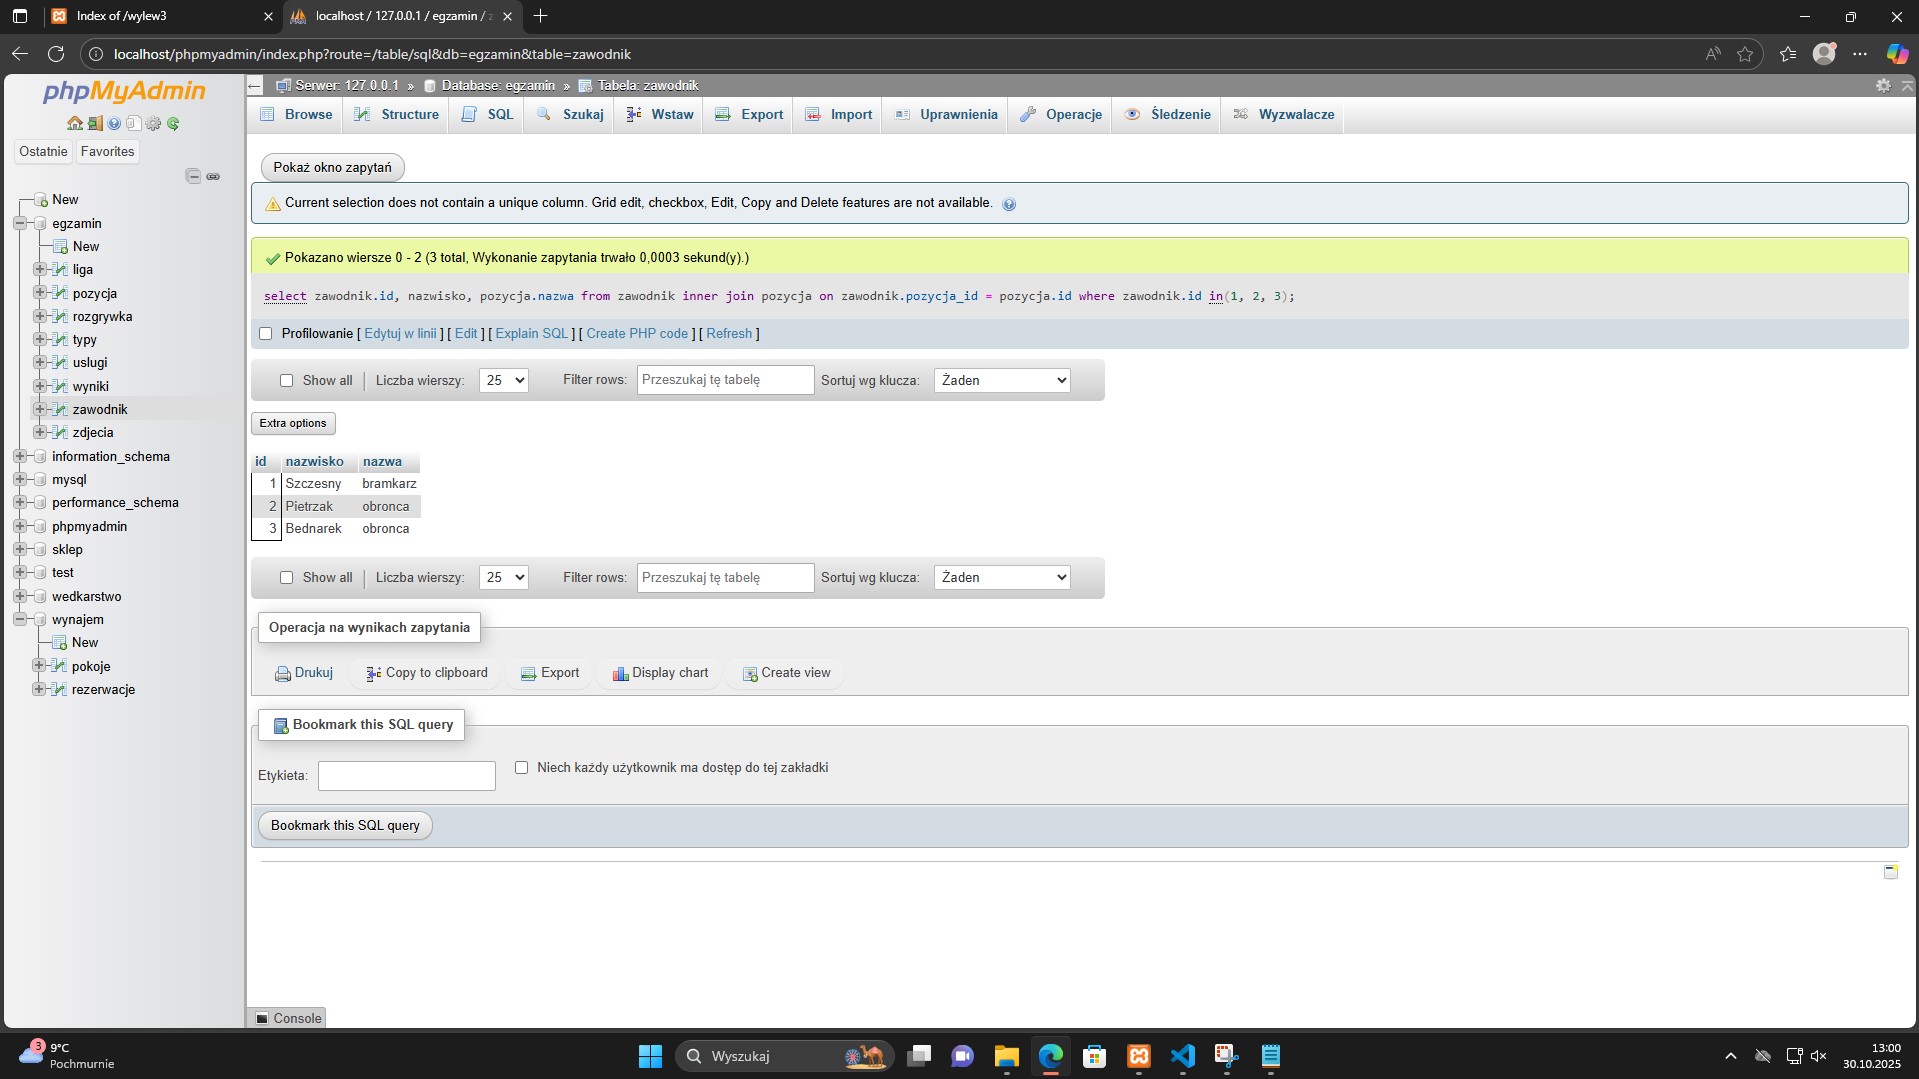 Index of /wylew3
localhost / 127.0.0.1 / egzamin / z
localhost/phpmyadmin/index.php?route=/table/sql&db=egzamin&table=zawodnik
phpMyAdmin
Serwer: 127.0.0.1 » Database: egzamin » Tabela: zawodnik
Browse Structure SQL Szukaj Wstaw Export Import Uprawnienia Operacje Śledzenie Wyzwalacze
Ostatnie Favorites
New
egzamin
New
liga
pozycja
rozgrywka
typy
uslugi
wyniki
zawodnik
zdjecia
information_schema
mysql
performance_schema
phpmyadmin
sklep
test
wedkarstwo
wynajem
New
pokoje
rezerwacje
Pokaż okno zapytań
Current selection does not contain a unique column. Grid edit, checkbox, Edit, Copy and Delete features are not available.
Pokazano wiersze 0 - 2 (3 total, Wykonanie zapytania trwało 0,0003 sekund(y).)
select zawodnik.id, nazwisko, pozycja.nazwa from zawodnik inner join pozycja on zawodnik.pozycja_id = pozycja.id where zawodnik.id in(1, 2, 3);
Profilowanie [ Edytuj w linii ] [ Edit ] [ Explain SQL ] [ Create PHP code ] [ Refresh ]
Show all Liczba wierszy: 25 Filter rows: Przeszukaj tę tabelę Sortuj wg klucza: Żaden
Extra options
id nazwisko nazwa
1 Szczesny bramkarz
2 Pietrzak obronca
3 Bednarek obronca
Show all Liczba wierszy: 25 Filter rows: Przeszukaj tę tabelę Sortuj wg klucza: Żaden
Operacja na wynikach zapytania
Drukuj Copy to clipboard Export Display chart Create view
Bookmark this SQL query
Etykieta: Niech każdy użytkownik ma dostęp do tej zakładki
Bookmark this SQL query
Console
3 9°C
Pochmurnie
Wyszukaj
13:00
30.10.2025